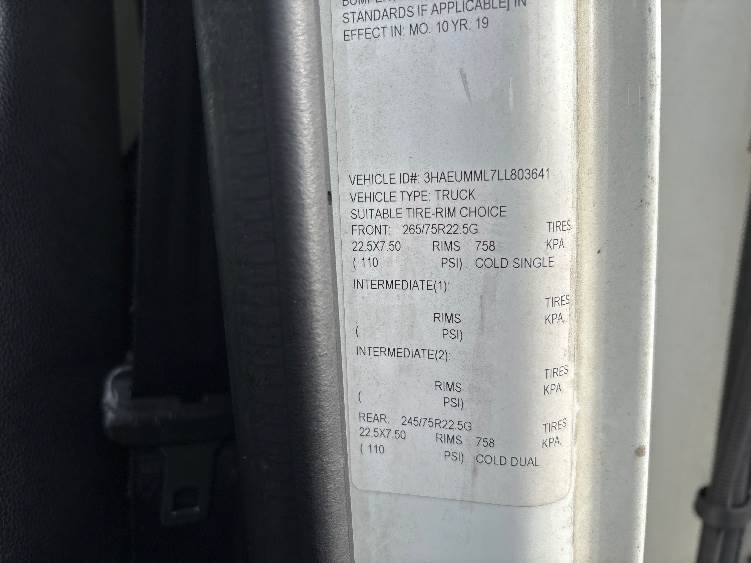 STANDARDS IF APPLICABLE] IN
EFFECT IN: MO. 10 YR. 19
VEHICLE ID#: 3HAEUMML7LL803641
VEHICLE TYPE: TRUCK
SUITABLE TIRE-RIM CHOICE
FRONT: 265/75R22.5G TIRES
22.5X7.50 RIMS 758 KPA.
( 110 PSI) COLD SINGLE
INTERMEDIATE(1):
TIRES
RIMS KPA.
( PSI)
INTERMEDIATE(2):
TIRES
RIMS KPA.
( PSI)
REAR: 245/75R22.5G TIRES
22.5X7.50 RIMS 758 KPA.
( 110 PSI) COLD DUAL